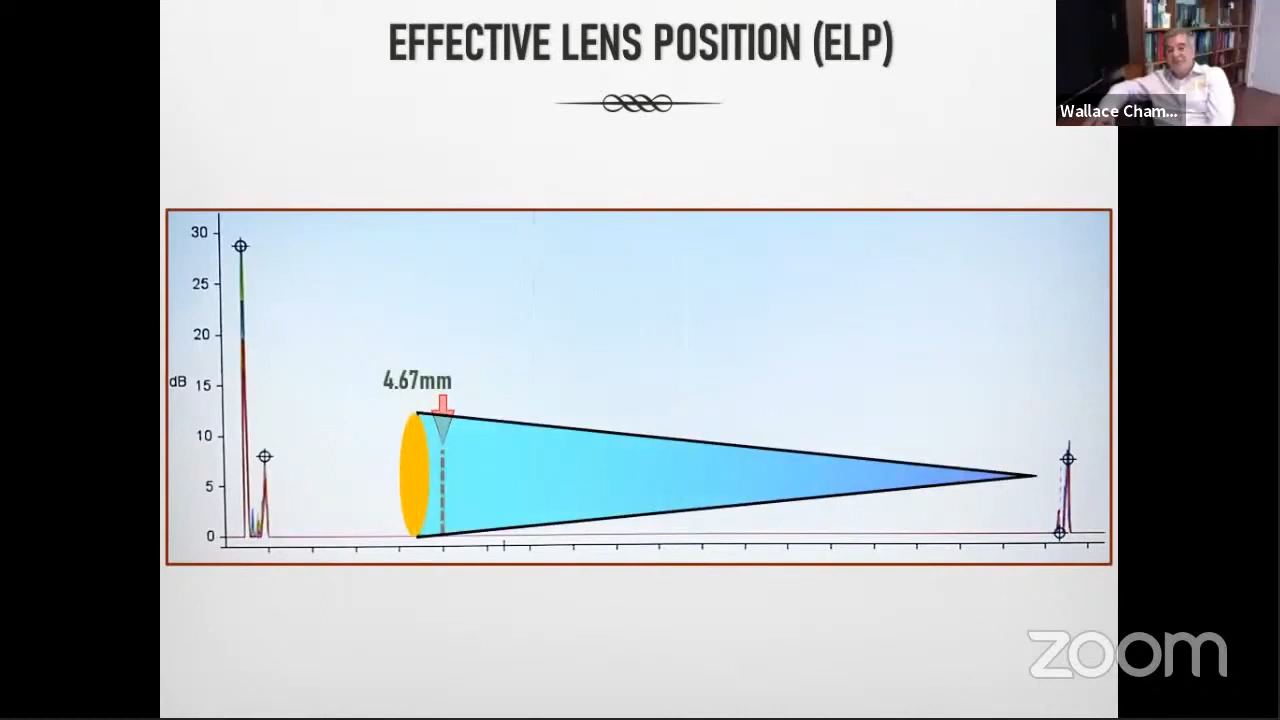 EFFECTIVE LENS POSITION (ELP)
Wallace Cham...
30
25
20
dB 15
10
5
0
4.67mm
zoom